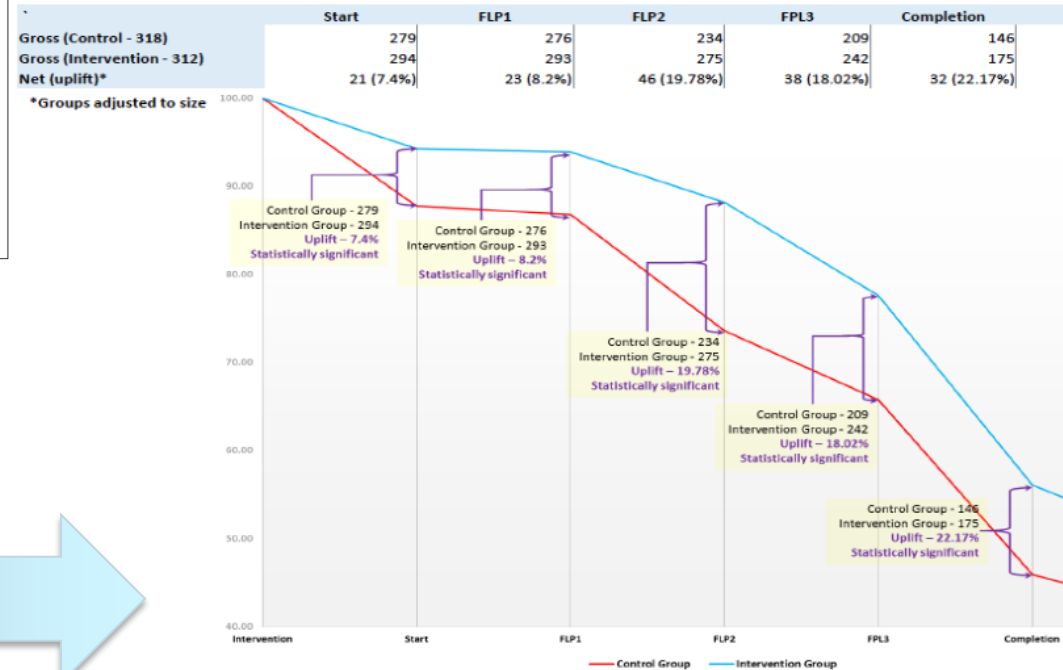 ` Start FLP1 FLP2 FPL3 Completion
Gross (Control - 318) 279 276 234 209 146
Gross (Intervention - 312) 294 293 275 242 175
Net (uplift)* 21 (7.4%) 23 (8.2%) 46 (19.78%) 38 (18.02%) 32 (22.17%)
*Groups adjusted to size
100.00
90.00
80.00
70.00
60.00
50.00
40.00
Control Group - 279
Intervention Group - 294
Uplift – 7.4%
Statistically significant
Control Group - 276
Intervention Group - 293
Uplift – 8.2%
Statistically significant
Control Group - 234
Intervention Group - 275
Uplift – 19.78%
Statistically significant
Control Group - 209
Intervention Group - 242
Uplift – 18.02%
Statistically significant
Control Group - 146
Intervention Group - 175
Uplift – 22.17%
Statistically significant
Intervention Start FLP1 FLP2 FPL3 Completion
Control Group Intervention Group